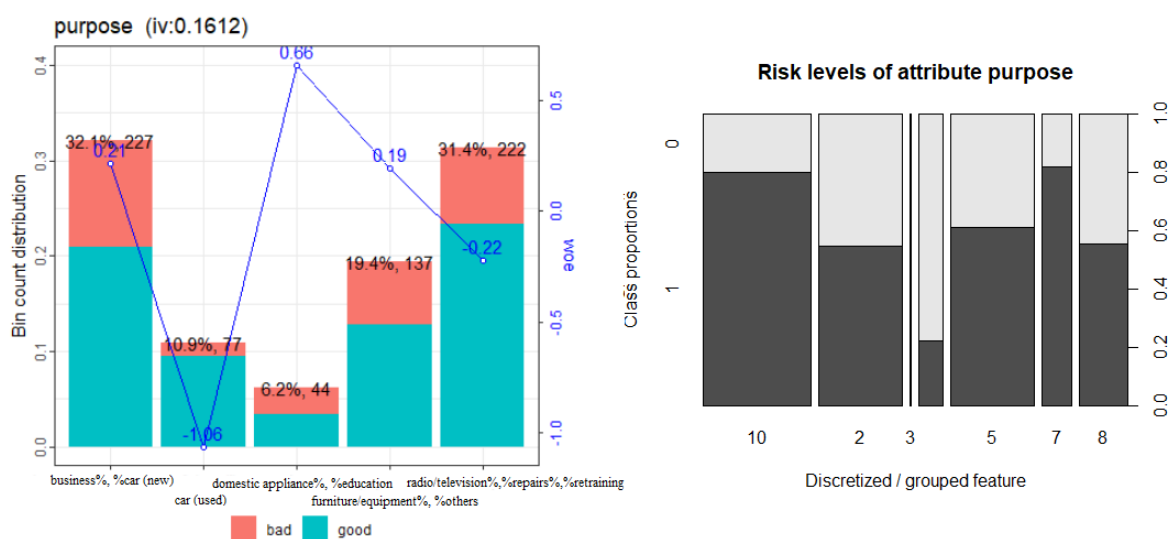 purpose (iv:0.1612)
Bin count distribution
0.4
0.3
0.2
0.1
0.0
32.1%, 227
0.21
10.9%, 77
-1.06
0.66
6.2%, 44
0.19
19.4%, 137
31.4%, 222
-0.22
0.5
0.0
-0.5
-1.0
woe
business%, %car (new)
car (used)
domestic appliance%, %education
furniture/equipment%, %others
radio/television%,%repairs%,%retraining
bad
good
Risk levels of attribute purpose
Class proportions
0
1
1.0
0.8
0.6
0.4
0.2
0.0
10
2
3
5
7
8
Discretized / grouped feature